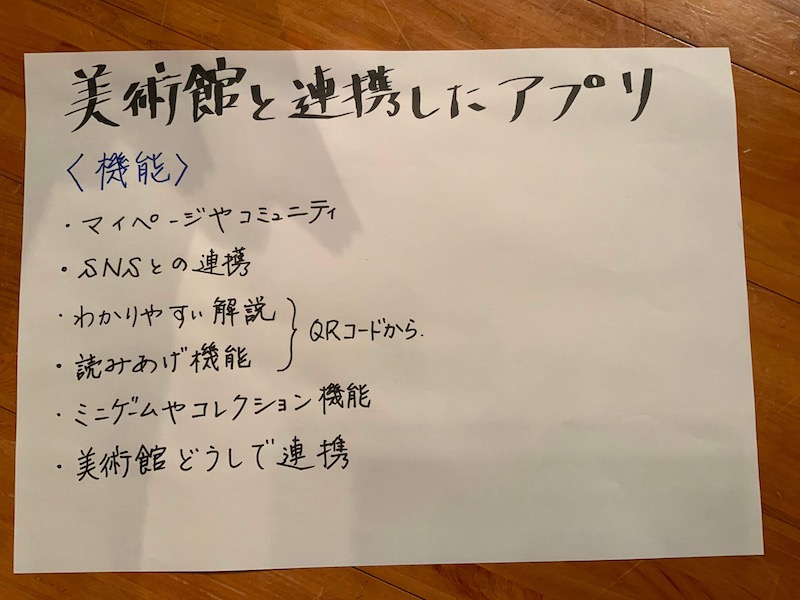 美術館と連携したアプリ
〈機能〉
・マイページやコミュニティ
・SNSとの連携
・わかりやすい解説
・読みあげ機能
QRコードから.
・ミニゲームやコレクション機能
・美術館どうしで連携